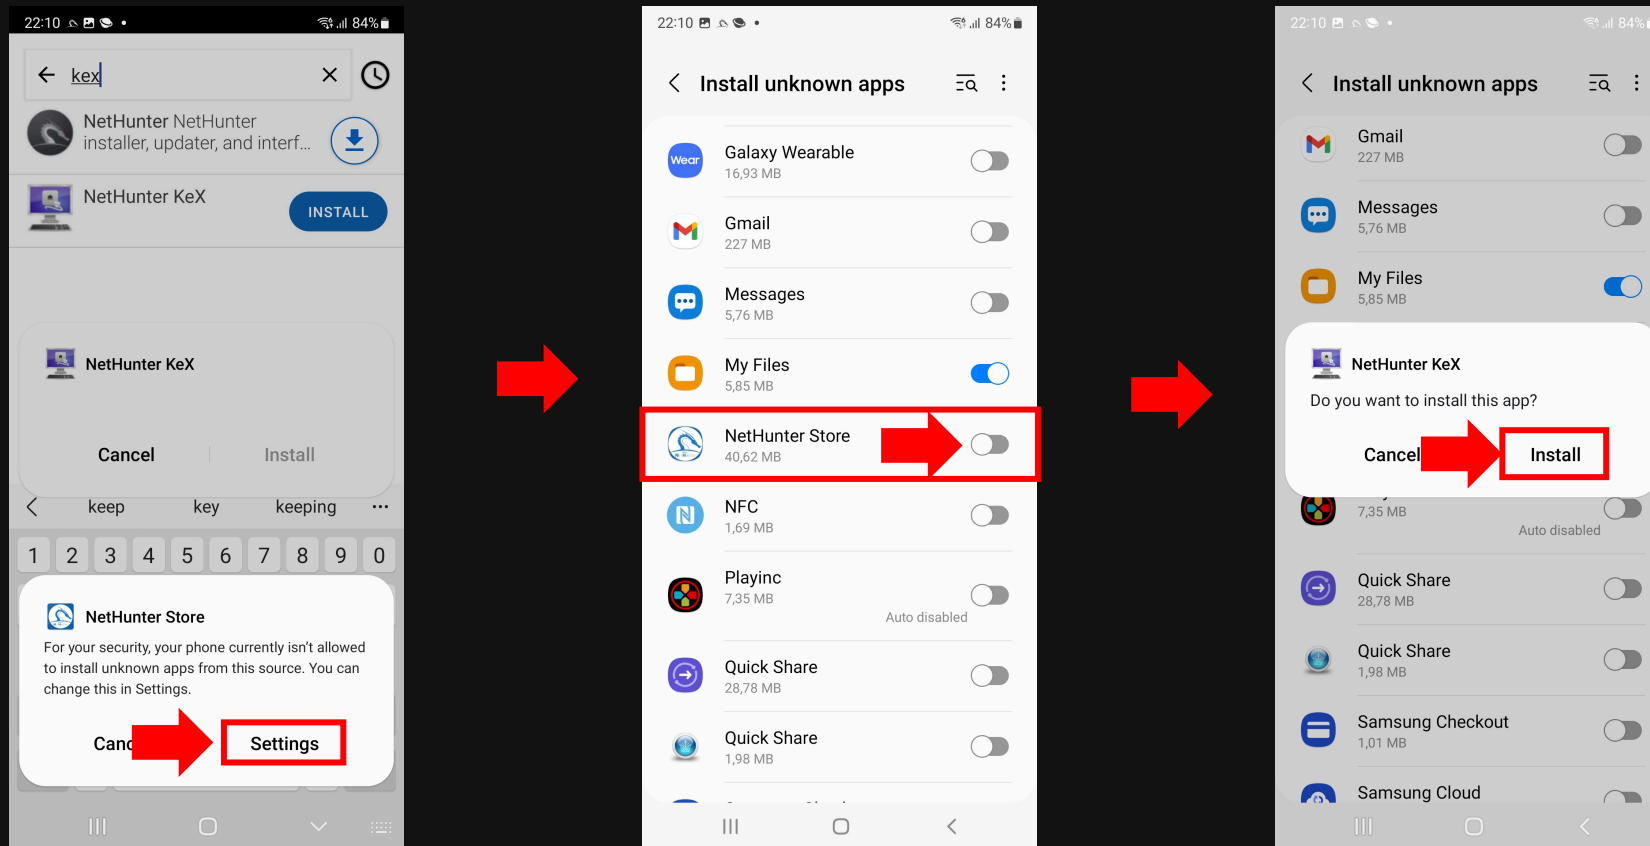 22:10
84%
kex
NetHunter NetHunter
installer, updater, and interf...
NetHunter KeX
INSTALL
NetHunter KeX
Cancel
Install
keep
key
keeping
1 2 3 4 5 6 7 8 9 0
NetHunter Store
For your security, your phone currently isn't allowed
to install unknown apps from this source. You can
change this in Settings.
Canc
Settings
22:10
84%
Install unknown apps
Wear
Galaxy Wearable
16,93 MB
Gmail
227 MB
Messages
5,76 MB
My Files
5,85 MB
NetHunter Store
40,62 MB
N
NFC
1,69 MB
Playinc
7,35 MB
Auto disabled
Quick Share
28,78 MB
Quick Share
1,98 MB
22:10
84%
Install unknown apps
Gmail
227 MB
Messages
5,76 MB
My Files
5,85 MB
NetHunter KeX
Do you want to install this app?
Cancel
Install
7,35 MB
Auto disabled
Quick Share
28,78 MB
Quick Share
1,98 MB
Samsung Checkout
1,01 MB
Samsung Cloud